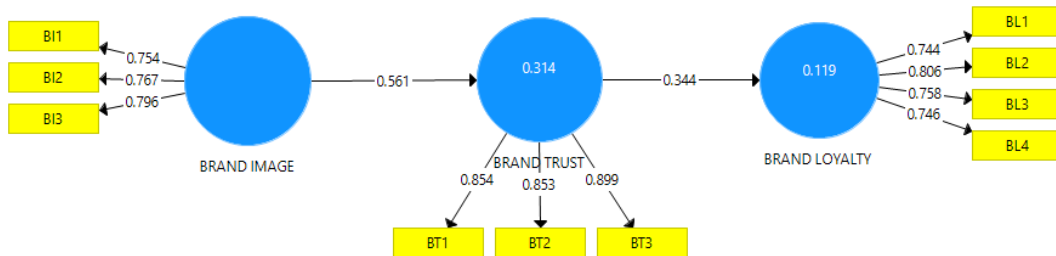 BI1
0.754
BI2
0.767
BI3
0.796
BRAND IMAGE
0.561
0.314
BRAND TRUST
0.854
0.853
0.899
BT1
BT2
BT3
0.344
0.119
BRAND LOYALTY
0.744
0.806
0.758
0.746
BL1
BL2
BL3
BL4